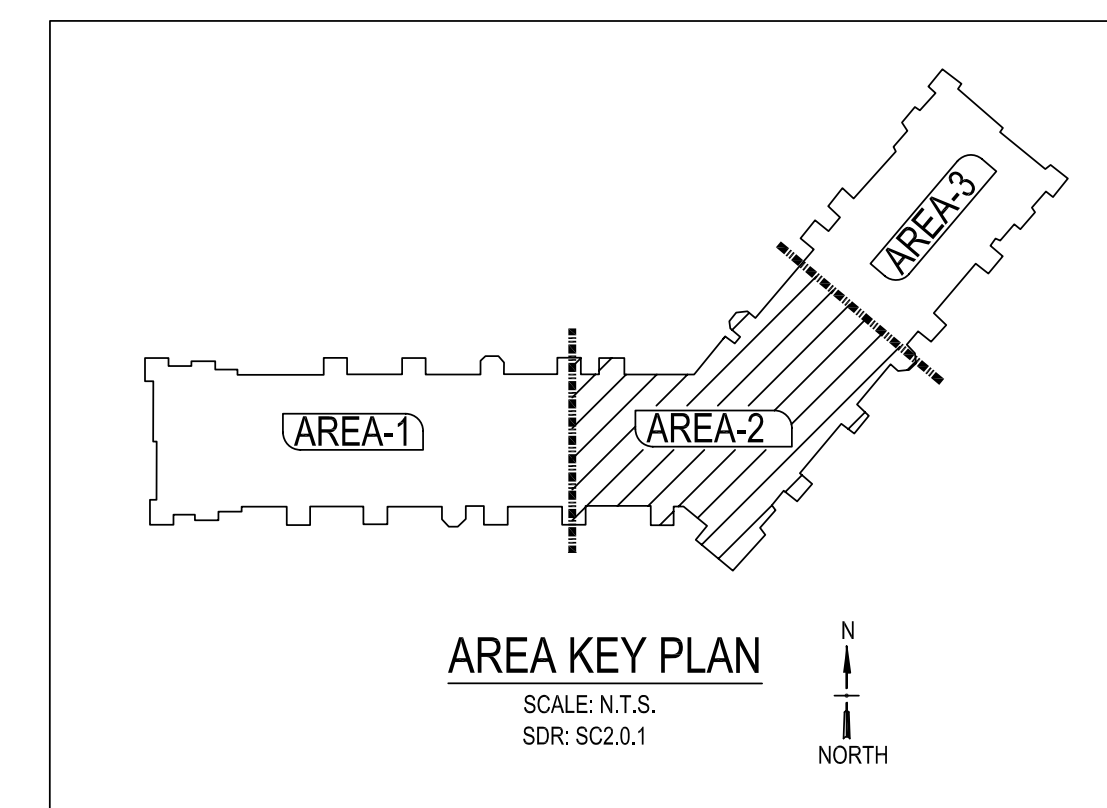 AREA-3
AREA-1
AREA-2
AREA KEY PLAN
SCALE: N.T.S.
SDR: SC2.0.1
N
NORTH